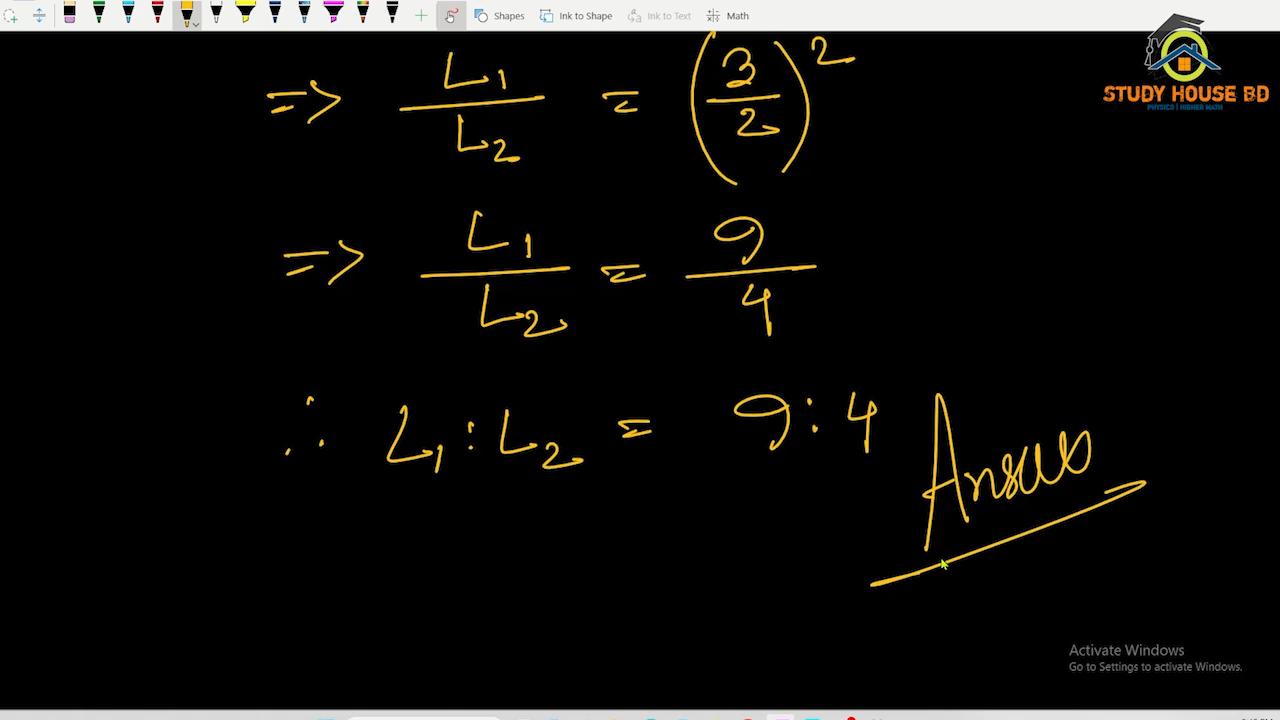 Shapes Ink to Shape Ink to Text Math
STUDY HOUSE BD
PHYSICS | HIGHER MATH
=> L₁/L₂ = (3/2)²
=> L₁/L₂ = 9/4
∴ L₁ : L₂ = 9 : 4
Activate Windows
Go to Settings to activate Windows.